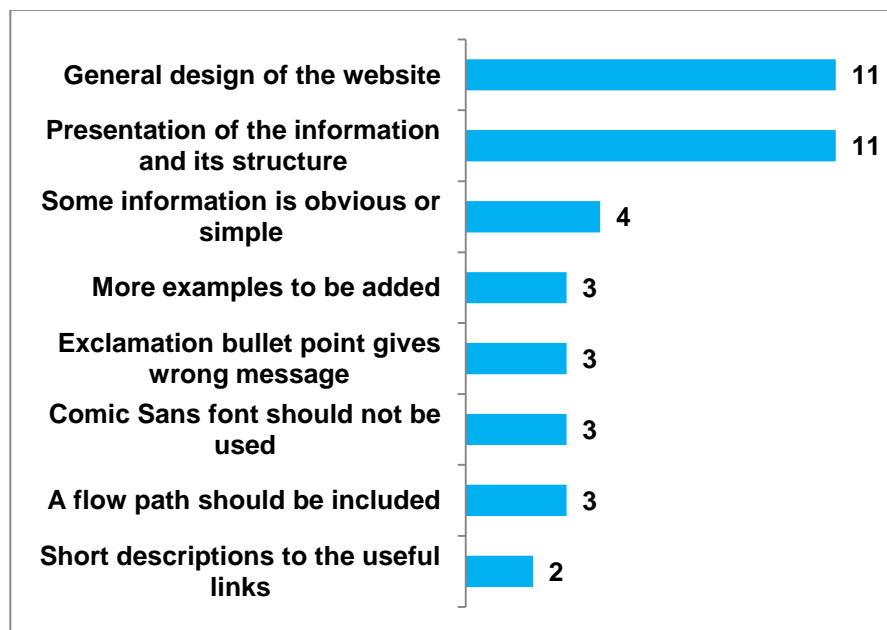 General design of the website
11
Presentation of the information
and its structure
11
Some information is obvious or
simple
4
More examples to be added
3
Exclamation bullet point gives
wrong message
3
Comic Sans font should not be
used
3
A flow path should be included
3
Short descriptions to the useful
links
2